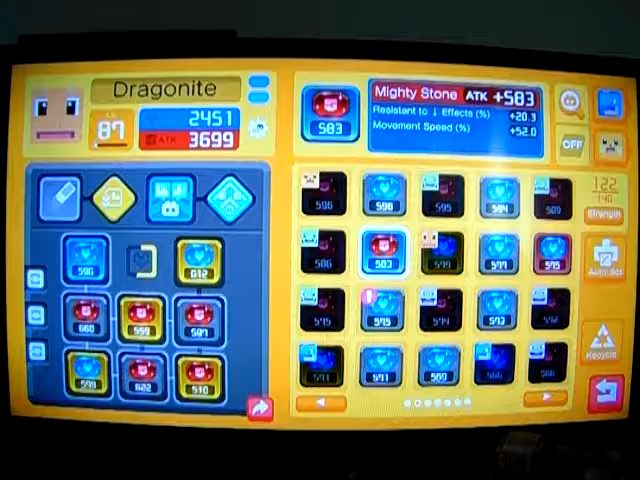 Dragonite
Lv.
87
2451
ATK 3699
583
Mighty Stone ATK +583
Resistant to ↓ Effects (%) +20.3
Movement Speed (%) +52.0
OFF
122
140
Strength
Auto-Set
Recycle
596
612
660 559 597
599 622 510
596 596 595 594 589
586 583 579 577 575
575 575 574 573 572
571 571 569 566 566